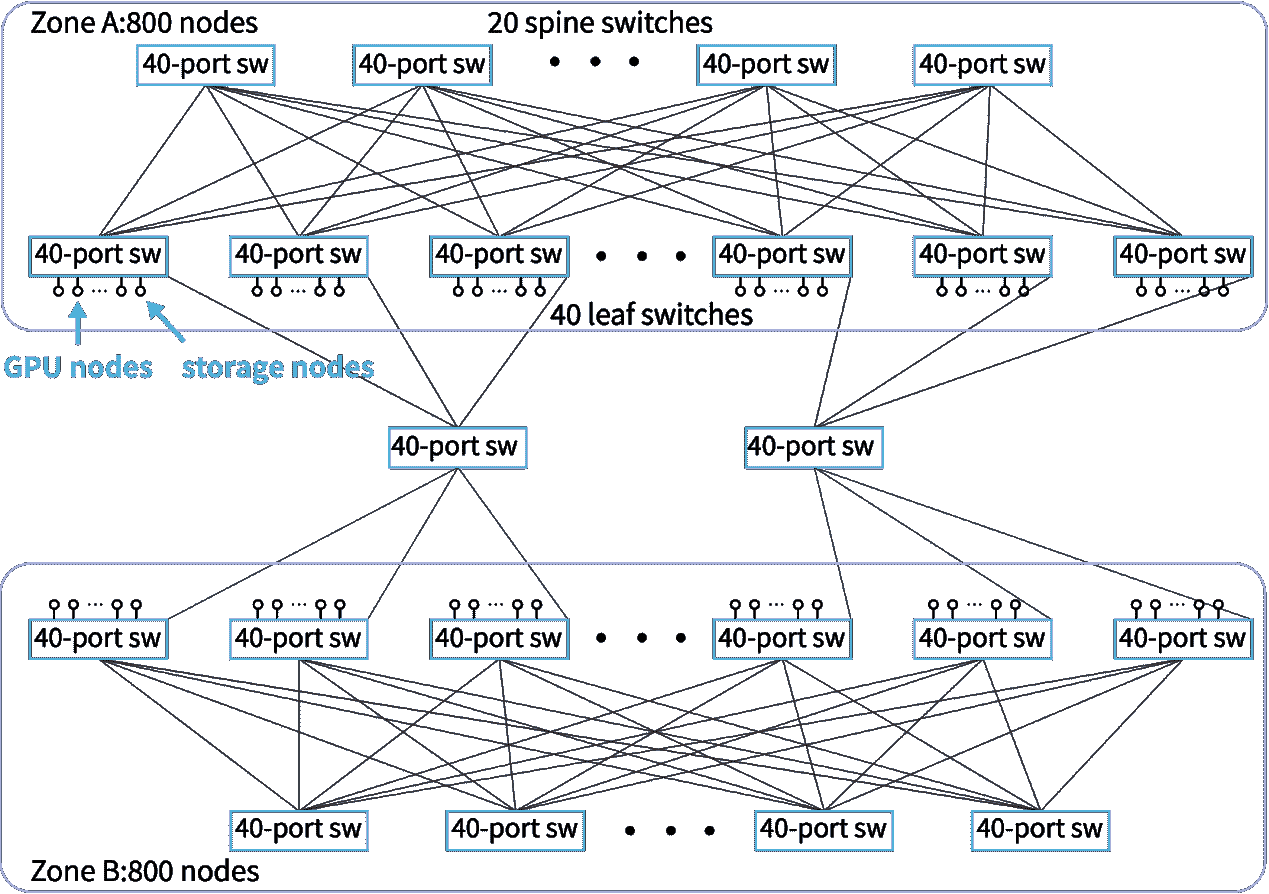 Zone A:800 nodes
20 spine switches
40-port sw
40-port sw
• • •
40-port sw
40-port sw
40-port sw
40-port sw
40-port sw
• • •
40-port sw
40-port sw
40-port sw
...
...
...
...
...
...
40 leaf switches
GPU nodes
storage nodes
40-port sw
40-port sw
...
...
...
...
...
...
40-port sw
40-port sw
40-port sw
• • •
40-port sw
40-port sw
40-port sw
40-port sw
40-port sw
• • •
40-port sw
40-port sw
Zone B:800 nodes